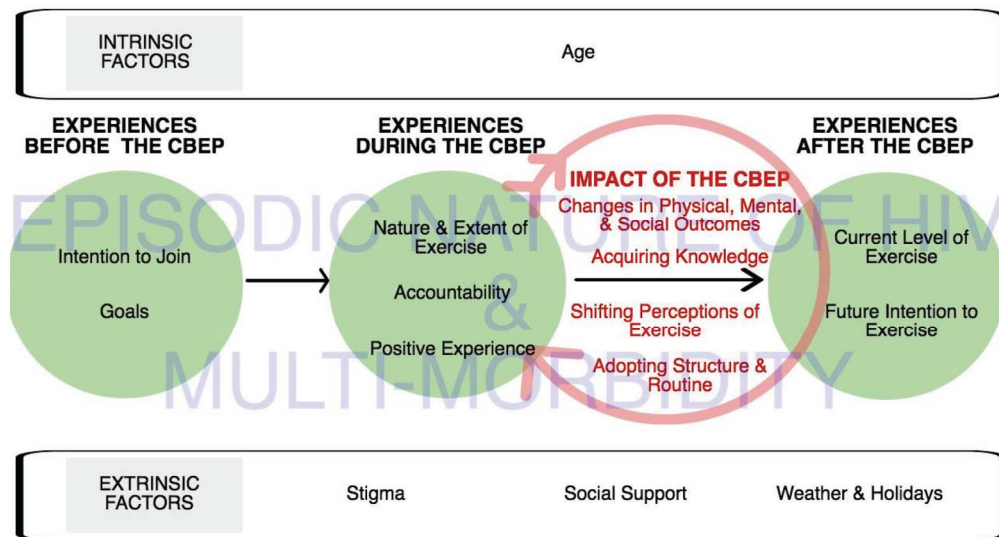 INTRINSIC
FACTORS
Age
EXPERIENCES
BEFORE THE CBEP
EXPERIENCES
DURING THE CBEP
EXPERIENCES
AFTER THE CBEP
EPISODIC NATURE OF HIV
&
MULTI-MORBIDITY
Intention to Join
Goals
Nature & Extent of
Exercise
Accountability
Positive Experience
IMPACT OF THE CBEP
Changes in Physical, Mental,
& Social Outcomes
Acquiring Knowledge
Shifting Perceptions of
Exercise
Adopting Structure &
Routine
Current Level of
Exercise
Future Intention to
Exercise
EXTRINSIC
FACTORS
Stigma
Social Support
Weather & Holidays